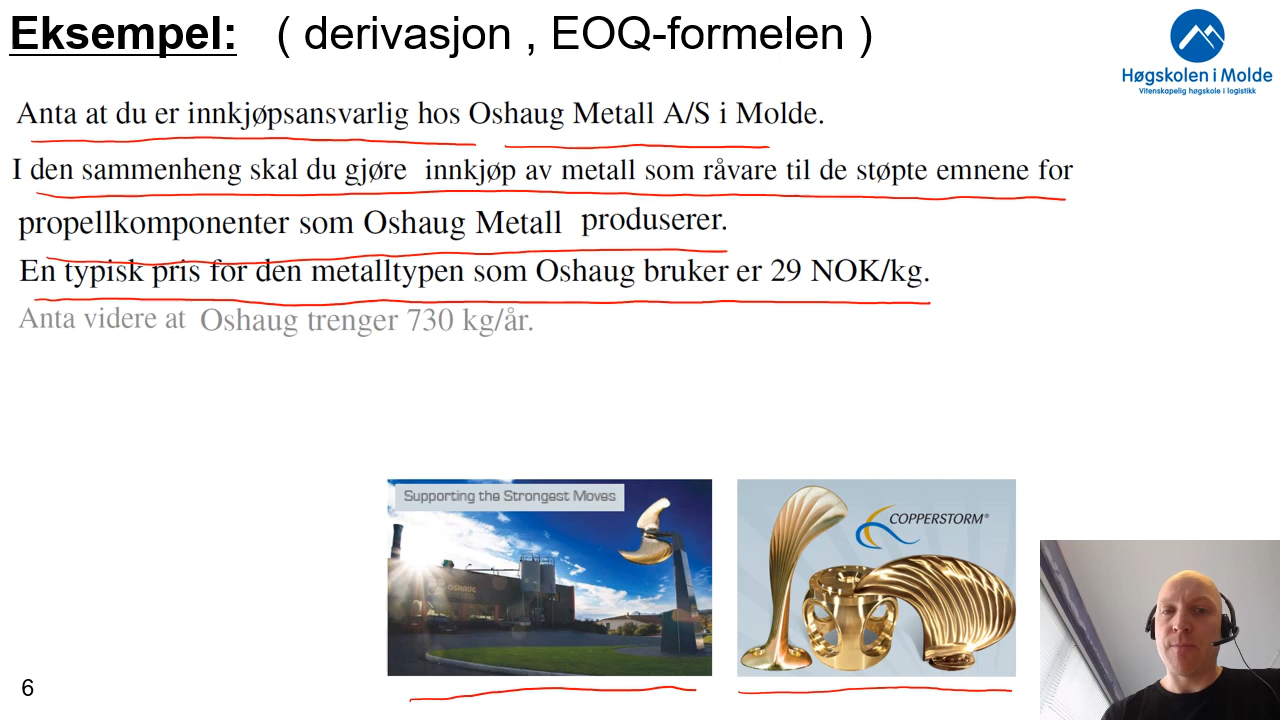 Eksempel: ( derivasjon , EOQ-formelen )
Høgskolen i Molde
Vitenskapelig høgskole i logistikk
Anta at du er innkjøpsansvarlig hos Oshaug Metall A/S i Molde.
I den sammenheng skal du gjøre innkjøp av metall som råvare til de støpte emnene for
propellkomponenter som Oshaug Metall produserer.
En typisk pris for den metalltypen som Oshaug bruker er 29 NOK/kg.
Anta videre at Oshaug trenger 730 kg/år.
Supporting the Strongest Moves
OSHAUG
COPPERSTORM®
6